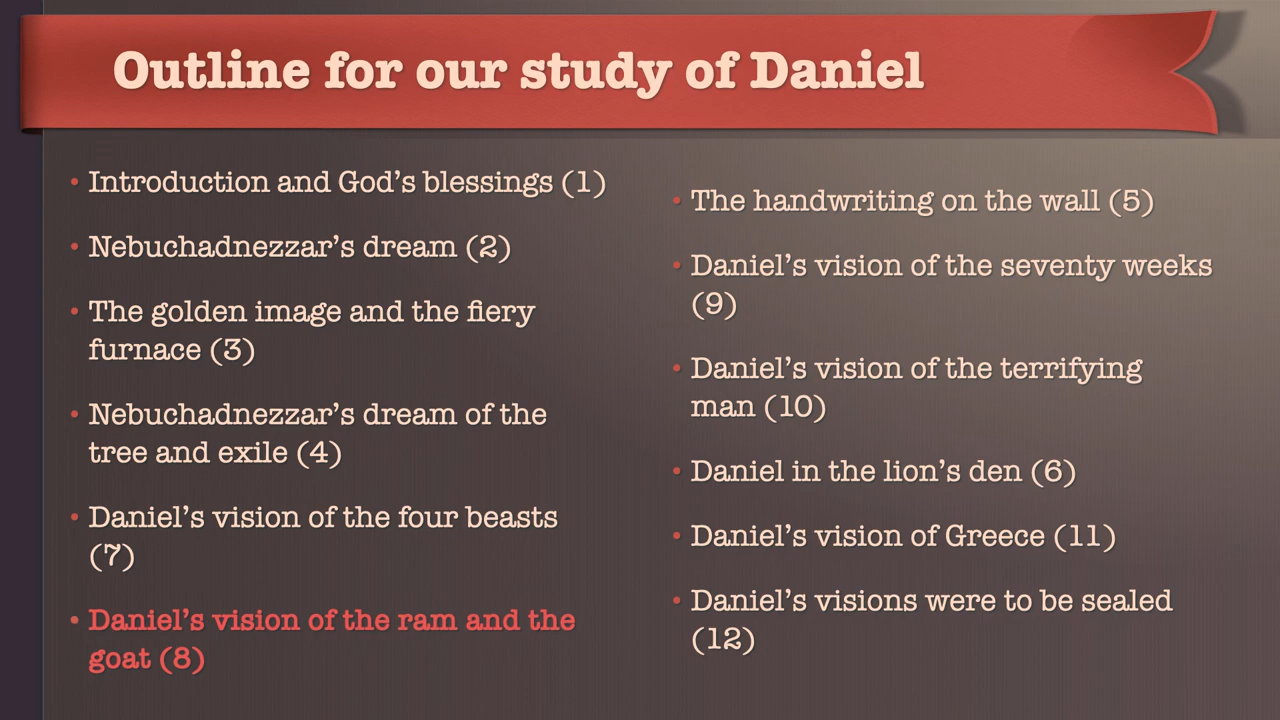 Outline for our study of Daniel
• Introduction and God’s blessings (1)
• Nebuchadnezzar’s dream (2)
• The golden image and the fiery
furnace (3)
• Nebuchadnezzar’s dream of the
tree and exile (4)
• Daniel’s vision of the four beasts
(7)
• Daniel’s vision of the ram and the
goat (8)
• The handwriting on the wall (5)
• Daniel’s vision of the seventy weeks
(9)
• Daniel’s vision of the terrifying
man (10)
• Daniel in the lion’s den (6)
• Daniel’s vision of Greece (11)
• Daniel’s visions were to be sealed
(12)